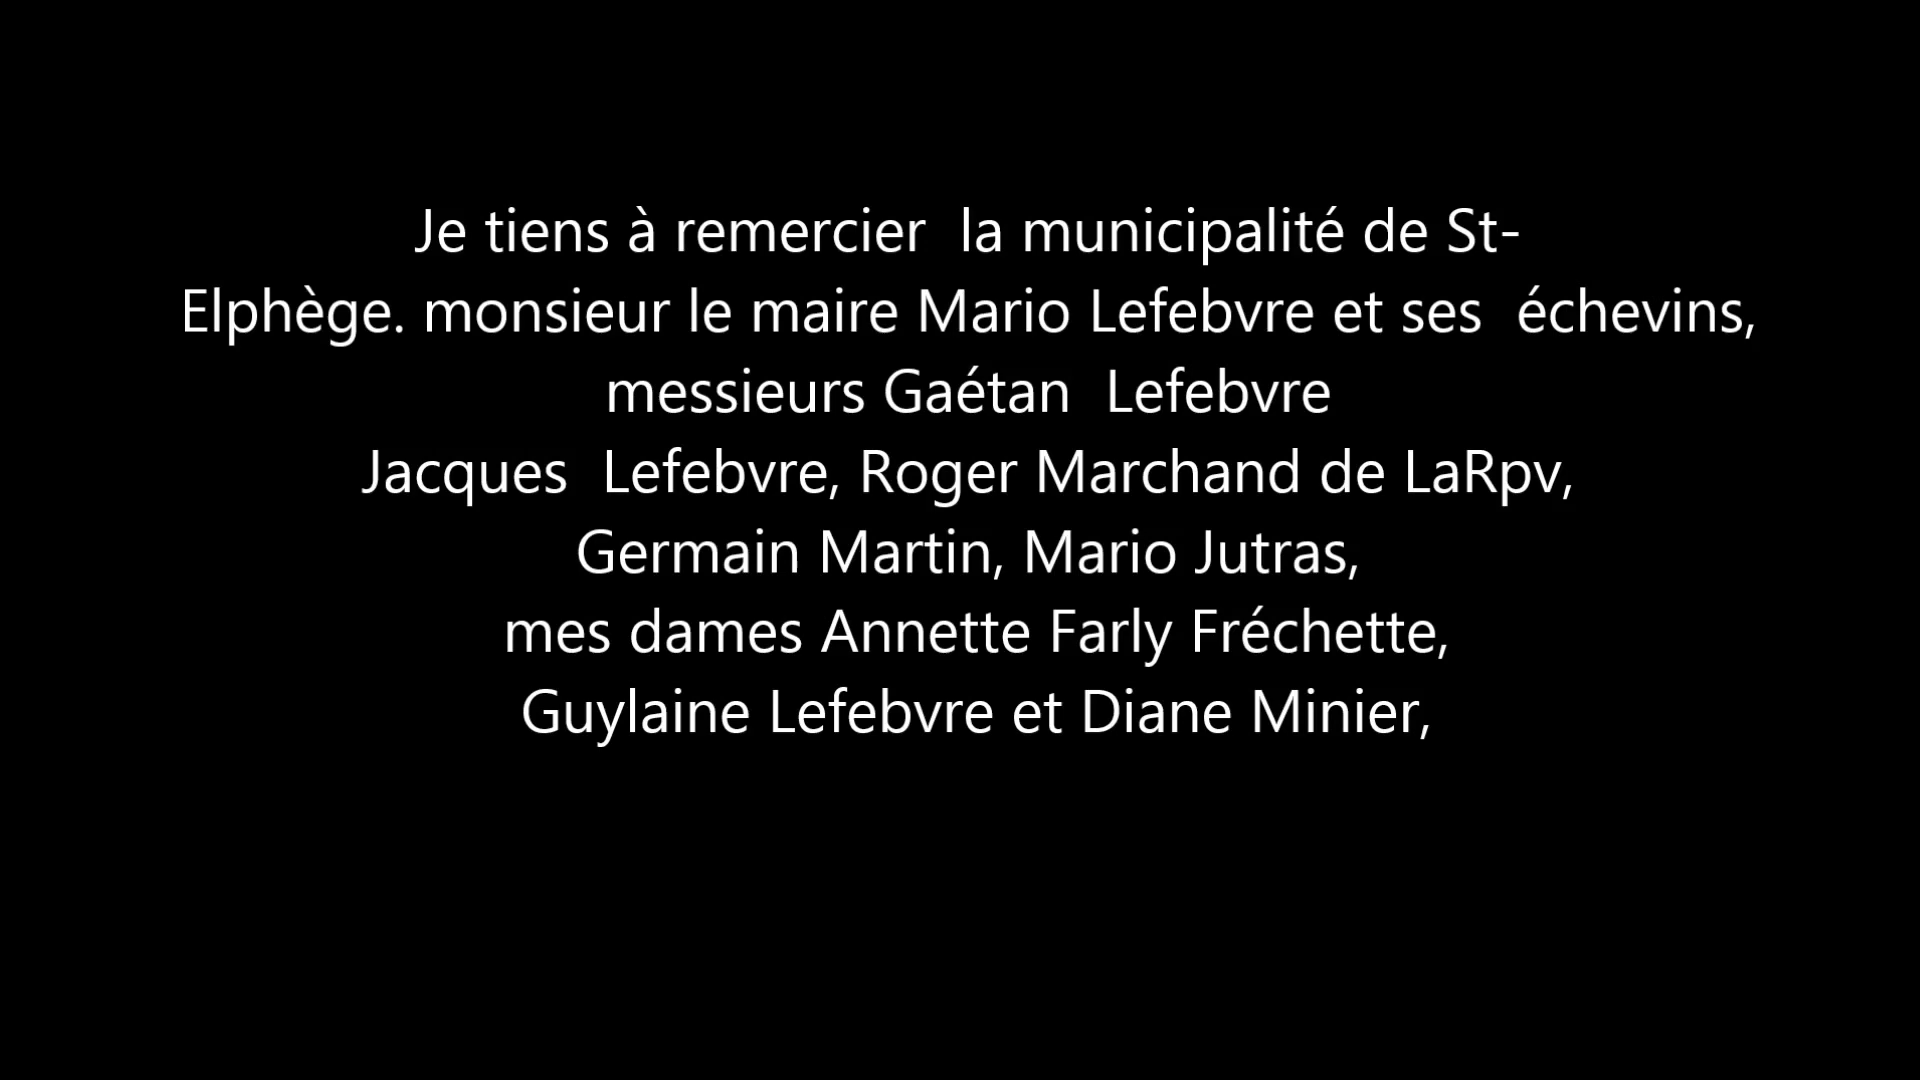 Je tiens à remercier  la municipalité de St-
Elphège. monsieur le maire Mario Lefebvre et ses  échevins,
messieurs Gaétan  Lefebvre
Jacques  Lefebvre, Roger Marchand de LaRpv,
Germain Martin, Mario Jutras,
mes dames Annette Farly Fréchette,
Guylaine Lefebvre et Diane Minier,